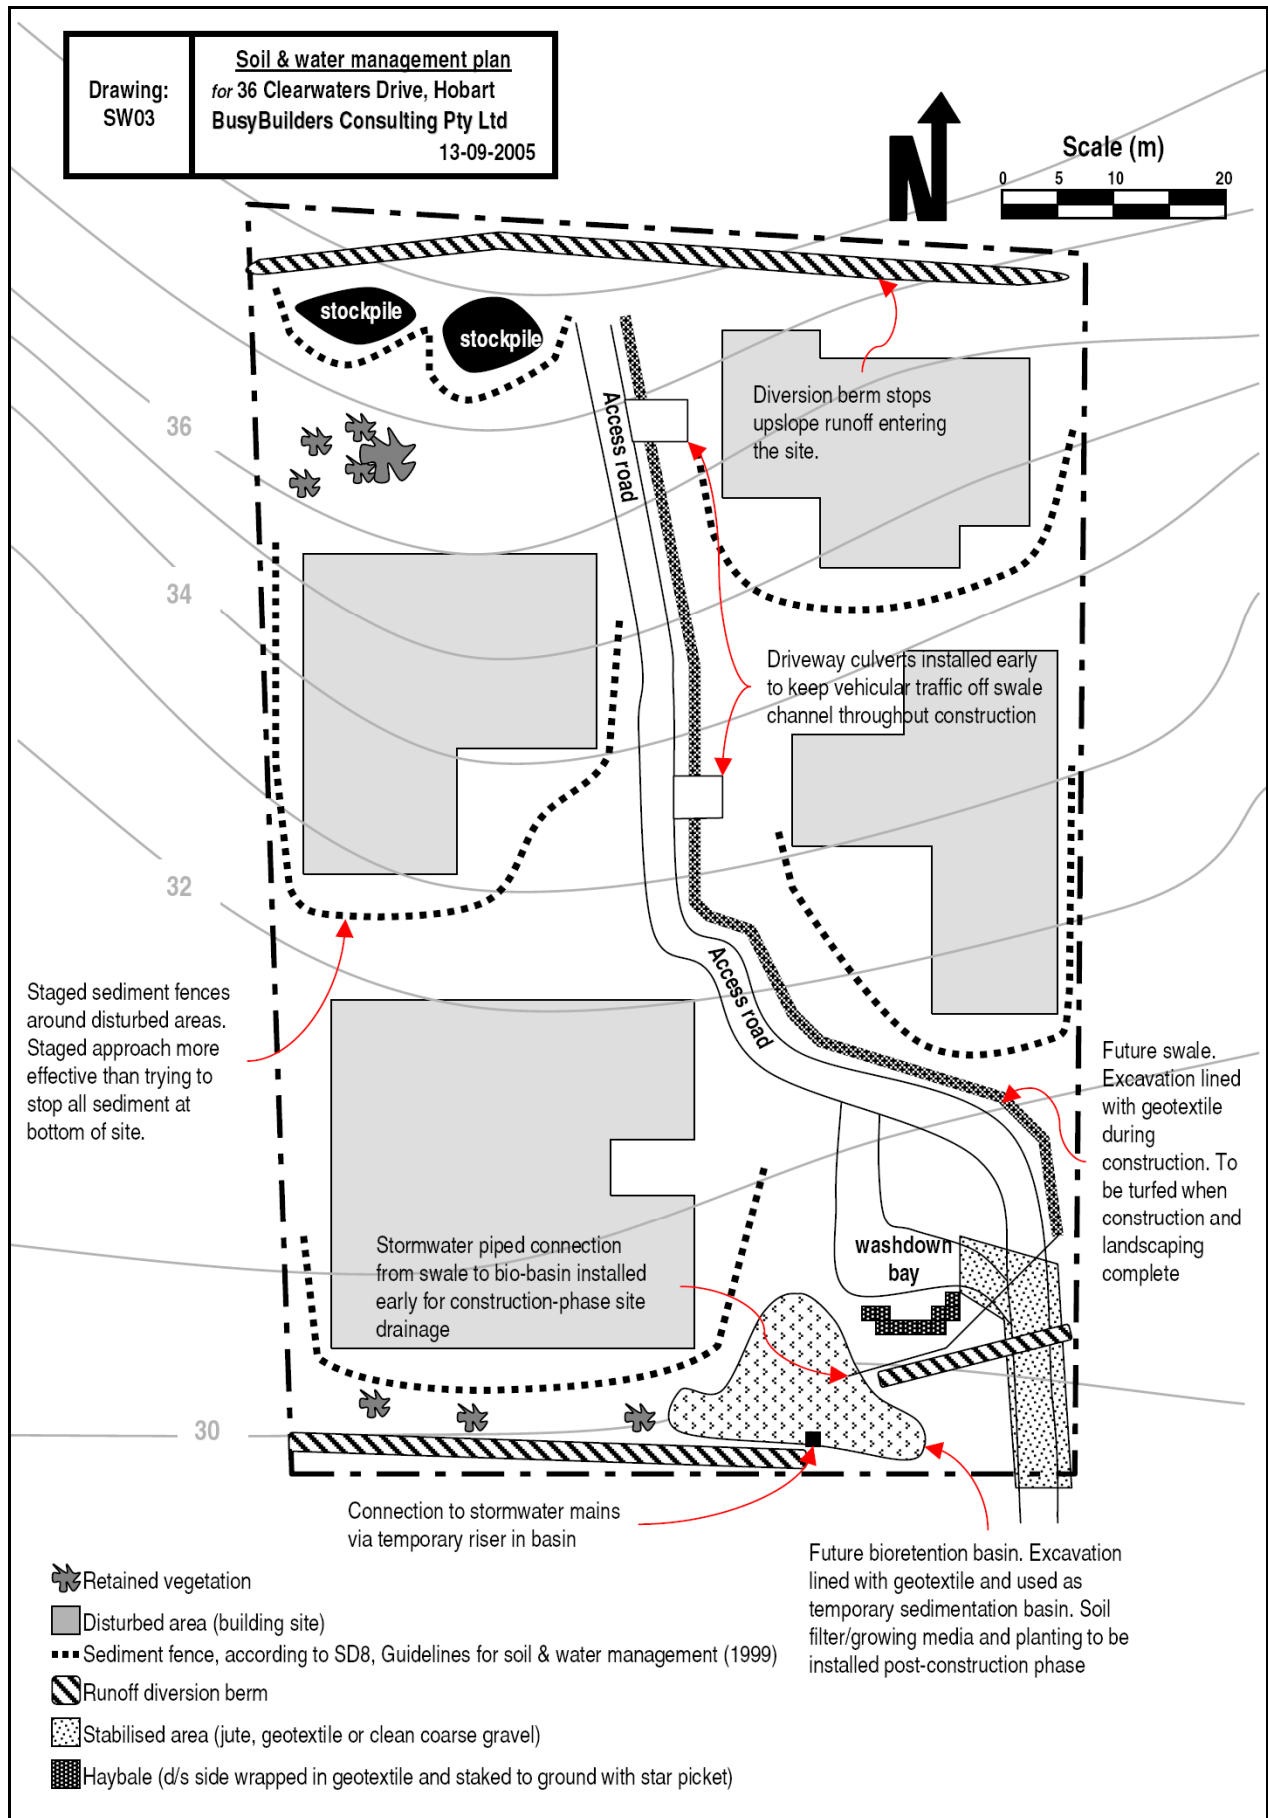 Drawing:
SW03
Soil & water management plan
for 36 Clearwaters Drive, Hobart
BusyBuilders Consulting Pty Ltd
13-09-2005
N
Scale (m)
0 5 10 20
stockpile
stockpile
Access road
Diversion berm stops
upslope runoff entering
the site.
36
34
Driveway culverts installed early
to keep vehicular traffic off swale
channel throughout construction
32
Access road
Staged sediment fences
around disturbed areas.
Staged approach more
effective than trying to
stop all sediment at
bottom of site.
Future swale.
Excavation lined
with geotextile
during
construction. To
be turfed when
construction and
landscaping
complete
Stormwater piped connection
from swale to bio-basin installed
early for construction-phase site
drainage
washdown
bay
30
Connection to stormwater mains
via temporary riser in basin
Future bioretention basin. Excavation
lined with geotextile and used as
temporary sedimentation basin. Soil
filter/growing media and planting to be
installed post-construction phase
Retained vegetation
Disturbed area (building site)
Sediment fence, according to SD8, Guidelines for soil & water management (1999)
Runoff diversion berm
Stabilised area (jute, geotextile or clean coarse gravel)
Haybale (d/s side wrapped in geotextile and staked to ground with star picket)